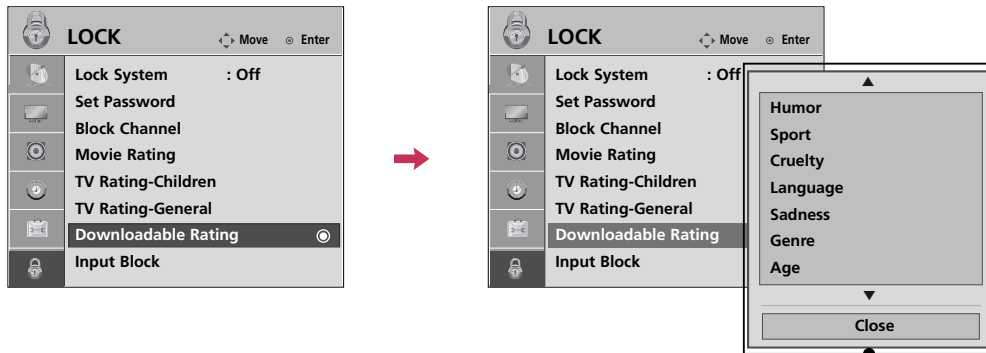 LOCK Move Enter
Lock System : Off
Set Password
Block Channel
Movie Rating
TV Rating-Children
TV Rating-General
Downloadable Rating
Input Block
LOCK Move Enter
Lock System : Off
Set Password
Block Channel
Movie Rating
TV Rating-Children
TV Rating-General
Downloadable Rating
Input Block
Humor
Sport
Cruelty
Language
Sadness
Genre
Age
Close